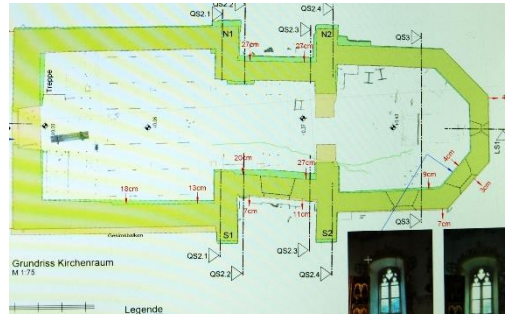 QS2.1
QS2.2
QS2.3
QS2.4
QS3
N1
N2
27cm
27cm
Treppe
LS1
20cm
27cm
4cm
3cm
18cm
13cm
7cm
11cm
9cm
7cm
S1
S2
QS2.1
QS2.2
QS2.3
QS2.4
QS3
Grundriss Kirchenraum
M 1:75
Legende